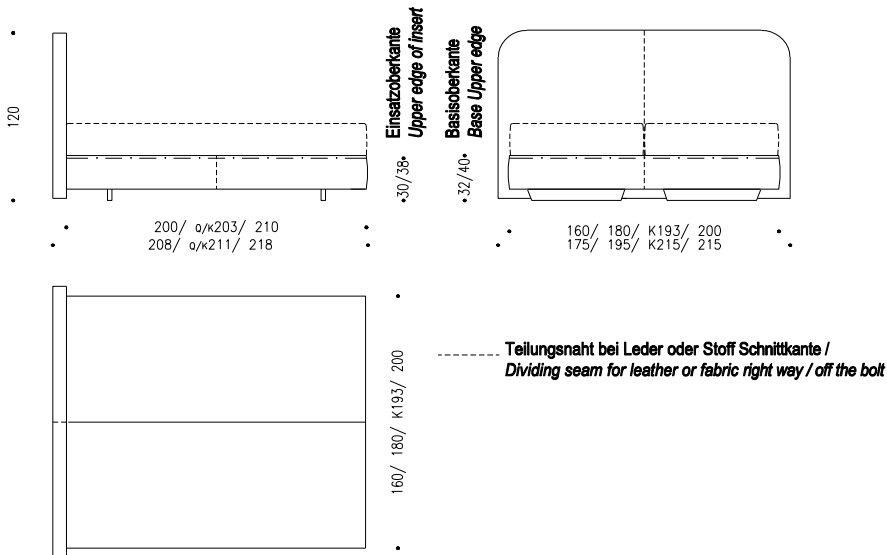 120
Einsatzoberkante
Upper edge of insert
30/38
Basisoberkante
Base Upper edge
32/40
200/ Q/K203/ 210
208/ Q/K211/ 218
160/ 180/ K193/ 200
175/ 195/ K215/ 215
160/ 180/ K193/ 200
Teilungsnaht bei Leder oder Stoff Schnittkante /
Dividing seam for leather or fabric right way / off the bolt